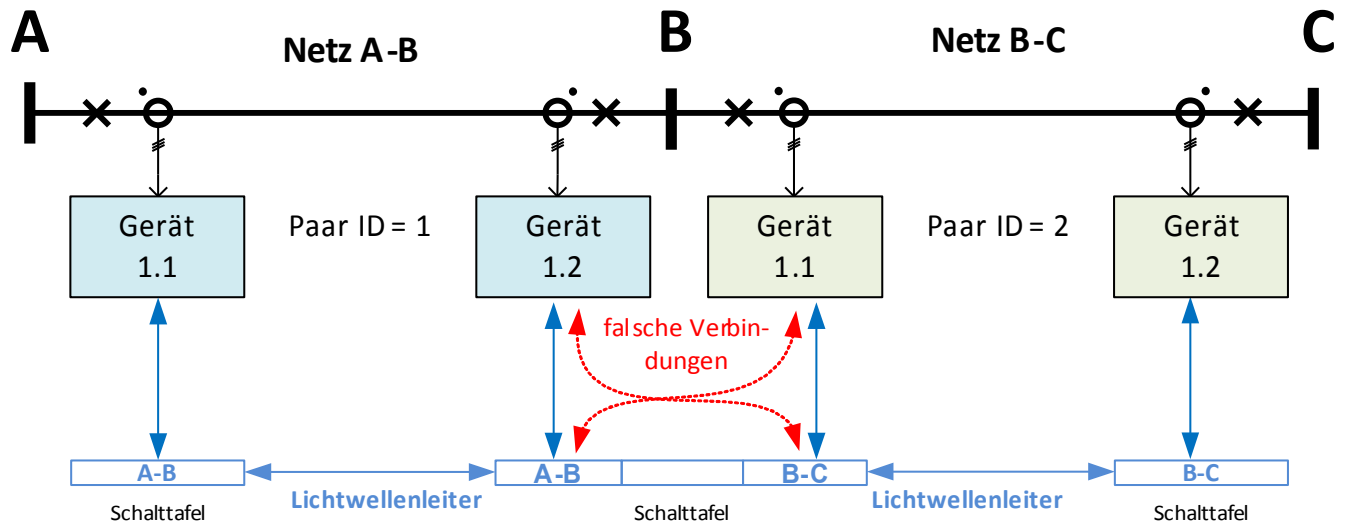 A
Netz A-B
B
Netz B-C
C
Gerät
1.1
Paar ID = 1
Gerät
1.2
Gerät
1.1
Paar ID = 2
Gerät
1.2
falsche Verbin-
dungen
A-B
A-B
B-C
B-C
Lichtwellenleiter
Lichtwellenleiter
Schalttafel
Schalttafel
Schalttafel